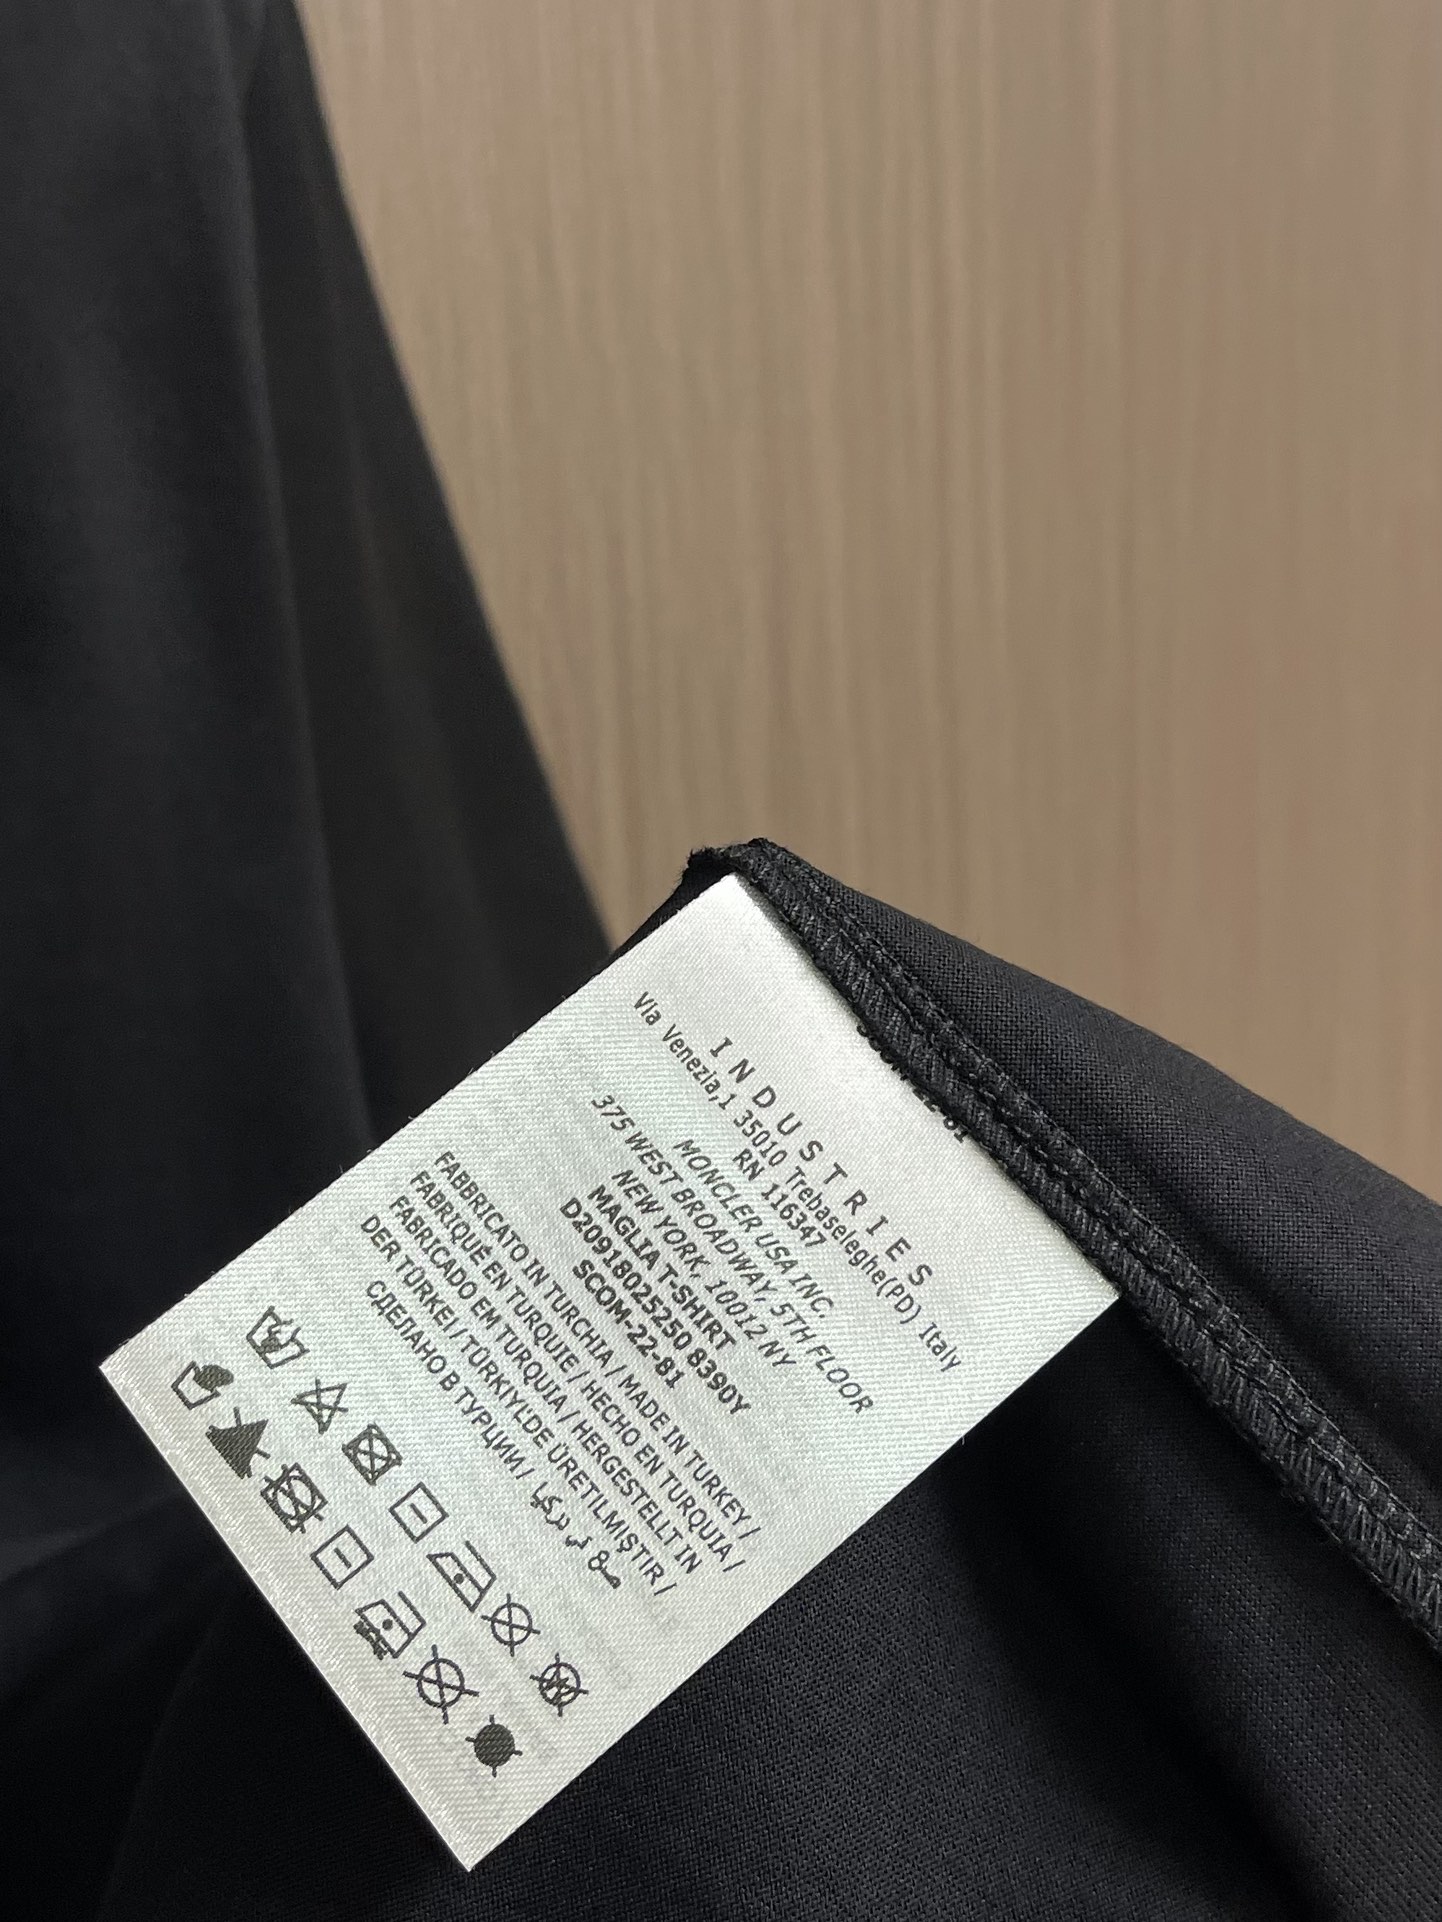 INDUSTRIES
Via Venezia,1 35010 Trebaseleghe(PD) Italy
RN 116347
MONCLER USA INC.
375 WEST BROADWAY, 5TH FLOOR
NEW YORK, 10012 NY
MAGLIA T-SHIRT
D20918025250 8390Y
SCOM-22-81
FABBRICATO IN TURCHIA / MADE IN TURKEY /
FABRIQUÉ EN TURQUIE / HECHO EN TURQUIA /
FABRICADO EM TURQUIA / HERGESTELLT IN
DER TÜRKEI / TÜRKIYL'DE ÜRETILMIŞTIR /
СДЕЛАНО В ТУРЦИИ /